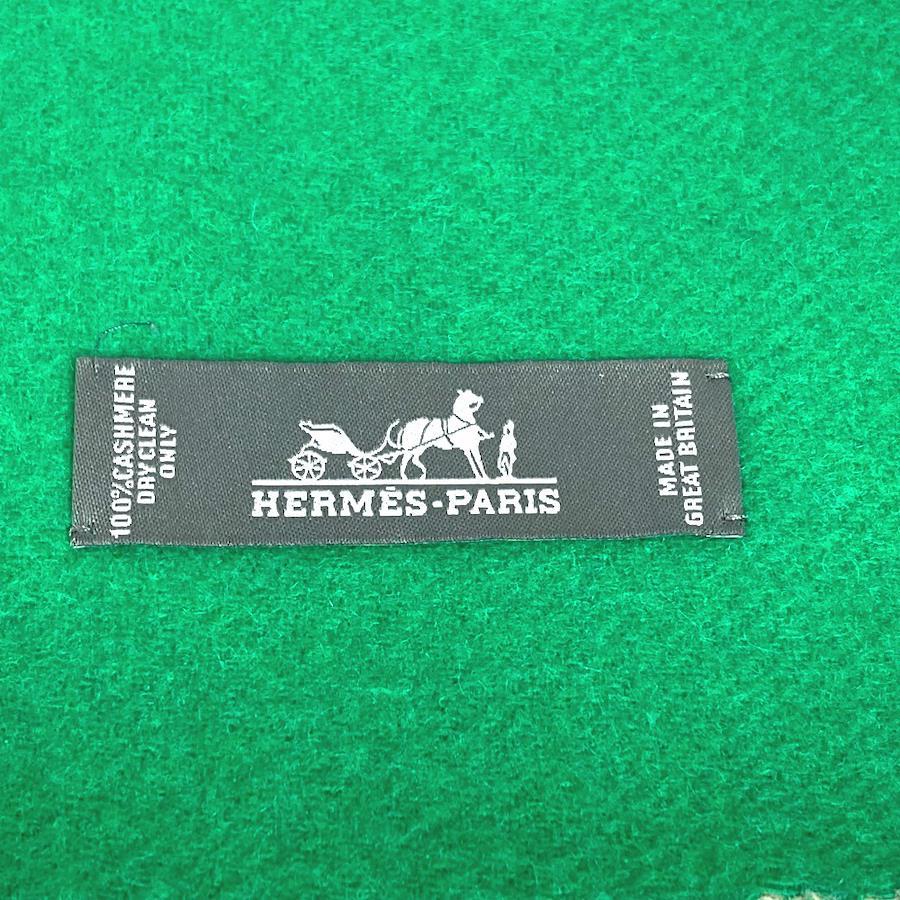 100% CASHMERE
DRY CLEAN
ONLY
HERMÈS-PARIS
MADE IN
GREAT BRITAIN